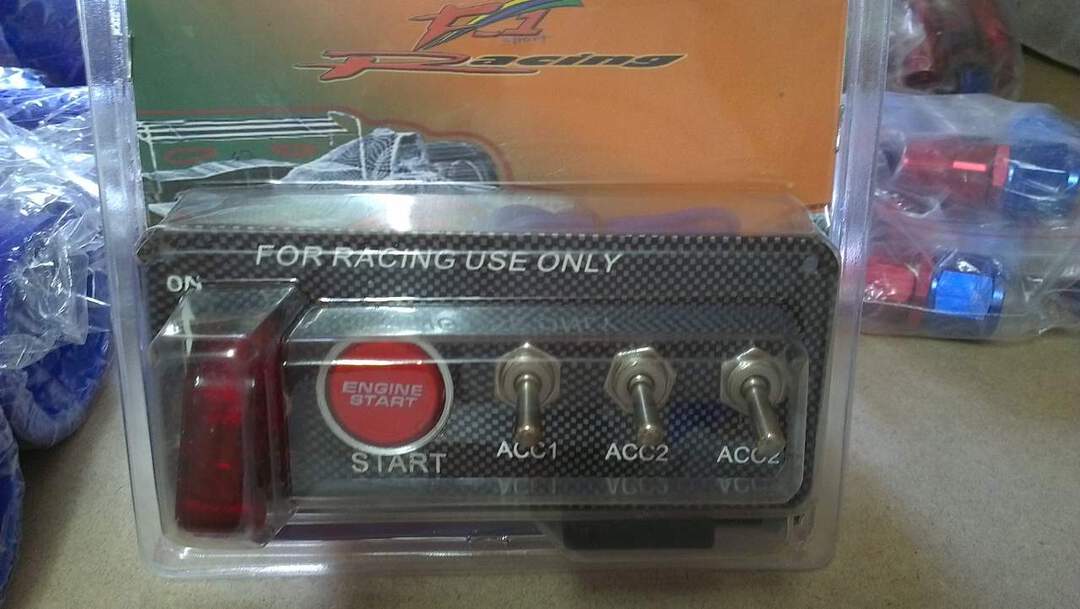 Racing
FOR RACING USE ONLY
ON
ENGINE
START
START
ACC1
ACC2
ACC2